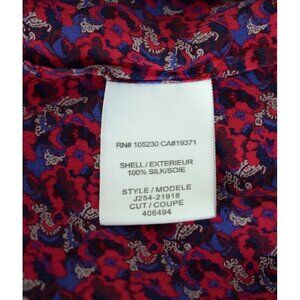 RN# 105230 CA#19371
SHELL / EXTERIEUR
100% SILK/SOIE
STYLE / MODELE
J254-21918
CUT / COUPE
406494